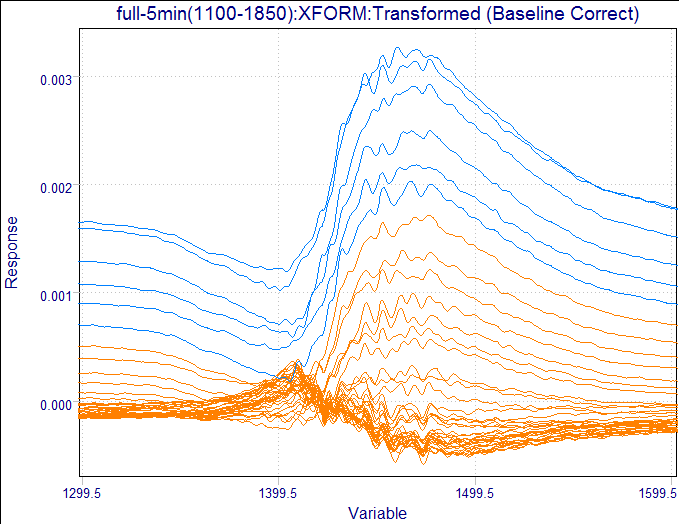 full-5min(1100-1850):XFORM:Transformed (Baseline Correct)
0.003
0.002
0.001
0.000
Response
1299.5 1399.5 1499.5 1599.5
Variable